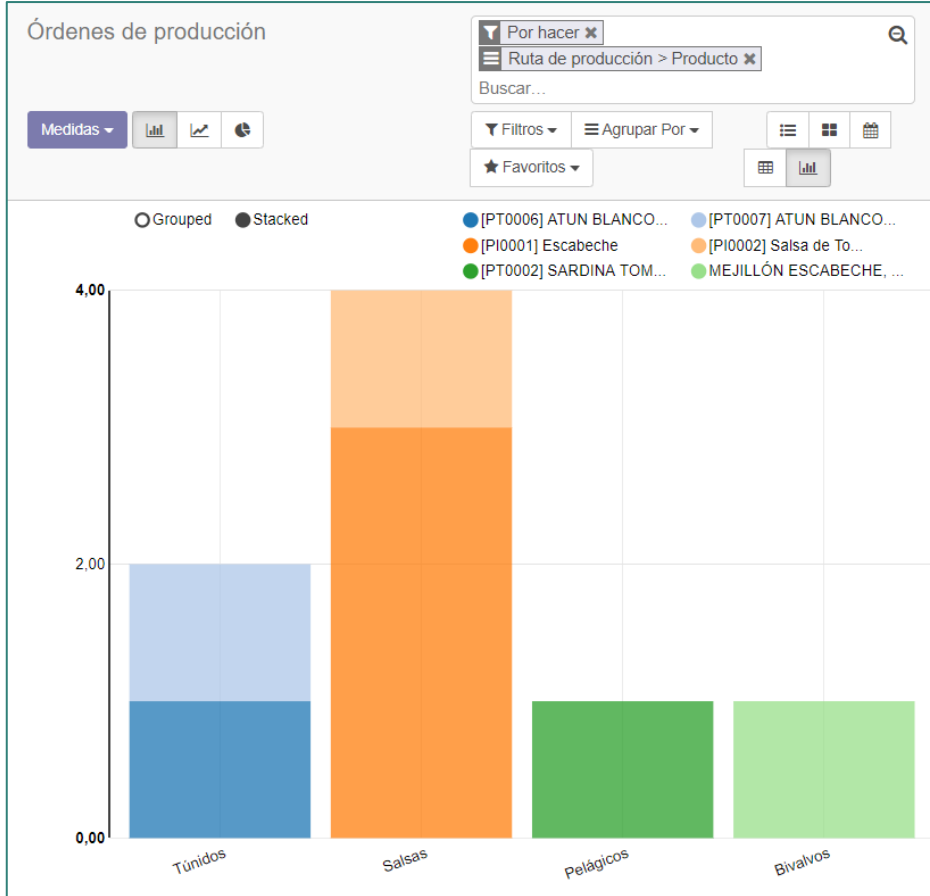 Órdenes de producción
Por hacer
Ruta de producción > Producto
Buscar...
Medidas
Filtros
Agrupar Por
Favoritos
Grouped
Stacked
[PT0006] ATUN BLANCO...
[PT0007] ATUN BLANCO...
[PI0001] Escabeche
[PI0002] Salsa de To...
[PT0002] SARDINA TOM...
MEJILLÓN ESCABECHE, ...
4,00
2,00
0,00
Túnidos
Salsas
Pelágicos
Bivalvos